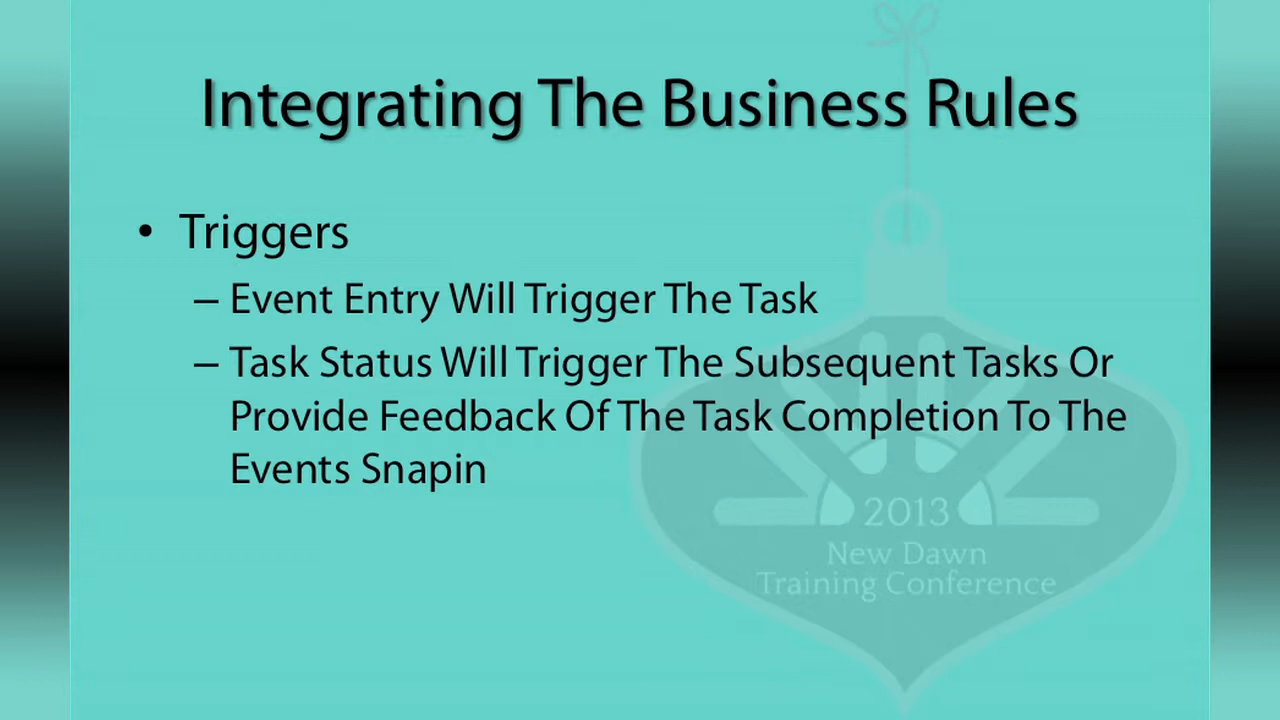 Integrating The Business Rules
• Triggers
– Event Entry Will Trigger The Task
– Task Status Will Trigger The Subsequent Tasks Or
Provide Feedback Of The Task Completion To The
Events Snapin
2013
New Dawn
Training Conference